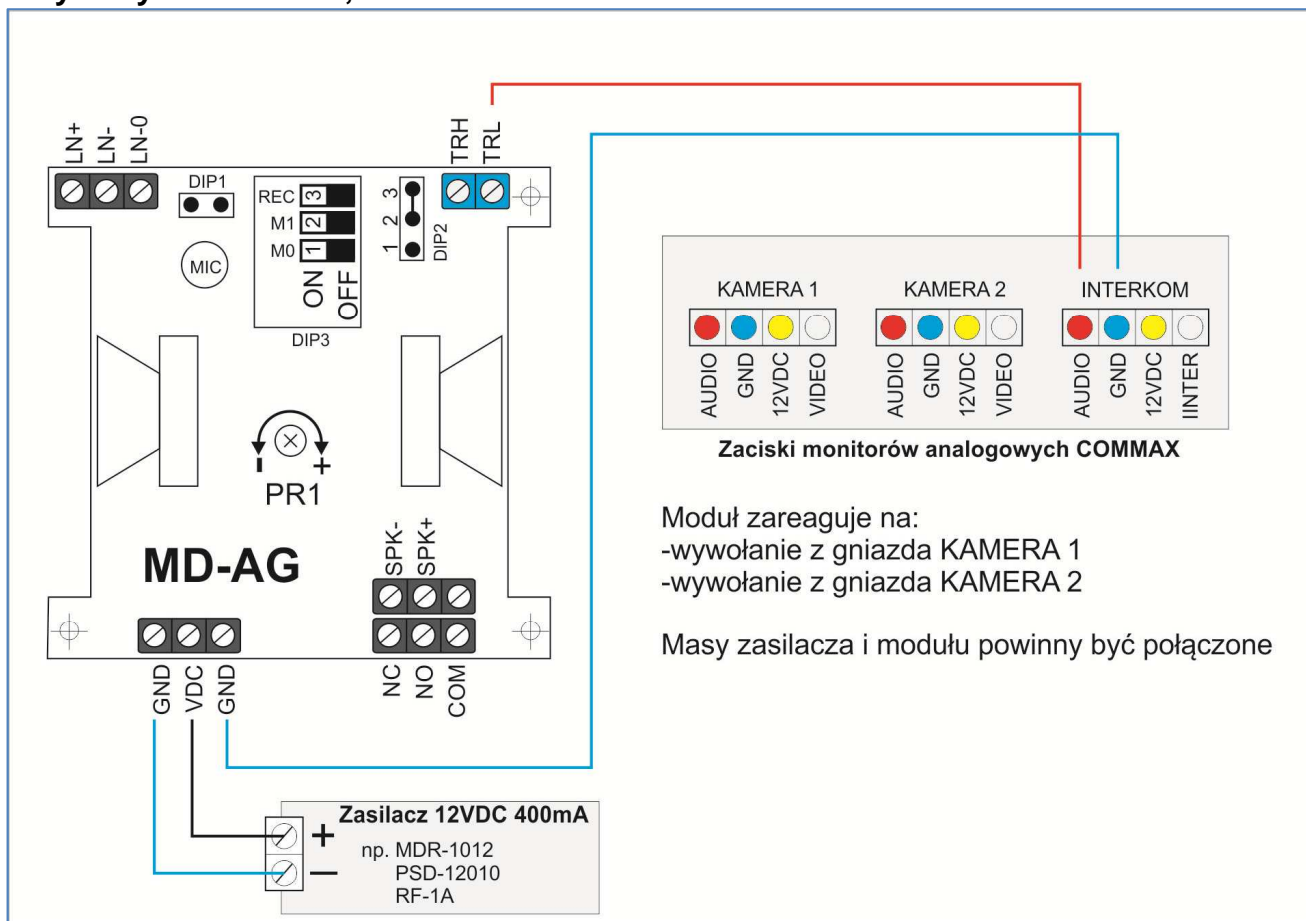 LN+
LN-
LN-0
DIP1
MIC
REC 3
M1 2
M0 1
ON
OFF
DIP3
1 2 3
DIP2
TRH
TRL
- +
PR1
MD-AG
SPK-
SPK+
GND
VDC
GND
NC
NO
COM
KAMERA 1
AUDIO
GND
12VDC
VIDEO
KAMERA 2
AUDIO
GND
12VDC
VIDEO
INTERKOM
AUDIO
GND
12VDC
IINTER
Zaciski monitorów analogowych COMMAX
Moduł zareaguje na:
-wywołanie z gniazda KAMERA 1
-wywołanie z gniazda KAMERA 2
Masy zasilacza i modułu powinny być połączone
Zasilacz 12VDC 400mA
+
np. MDR-1012
—
PSD-12010
RF-1A